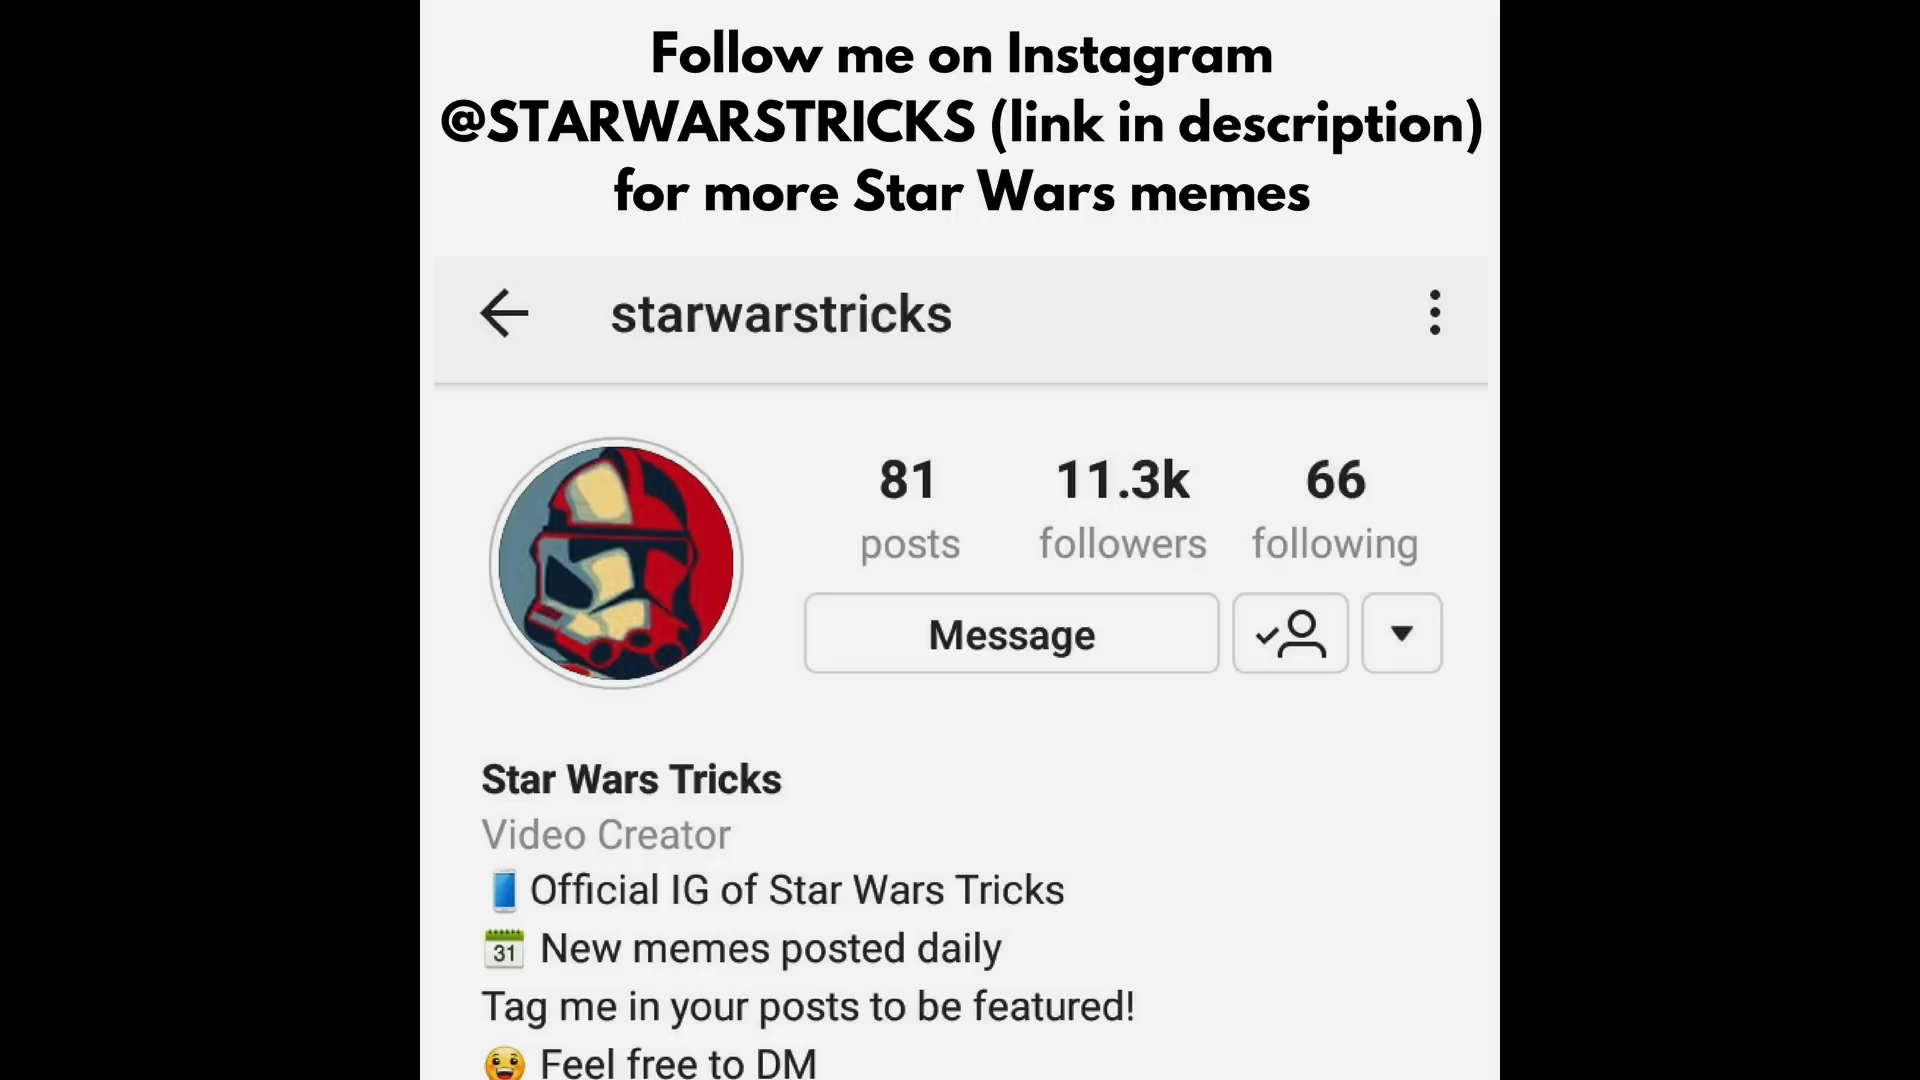 Follow me on Instagram
@STARWARSTRICKS (link in description)
for more Star Wars memes
starwarstricks
81 11.3k 66
posts followers following
Message
Star Wars Tricks
Video Creator
Official IG of Star Wars Tricks
31 New memes posted daily
Tag me in your posts to be featured!
Feel free to DM